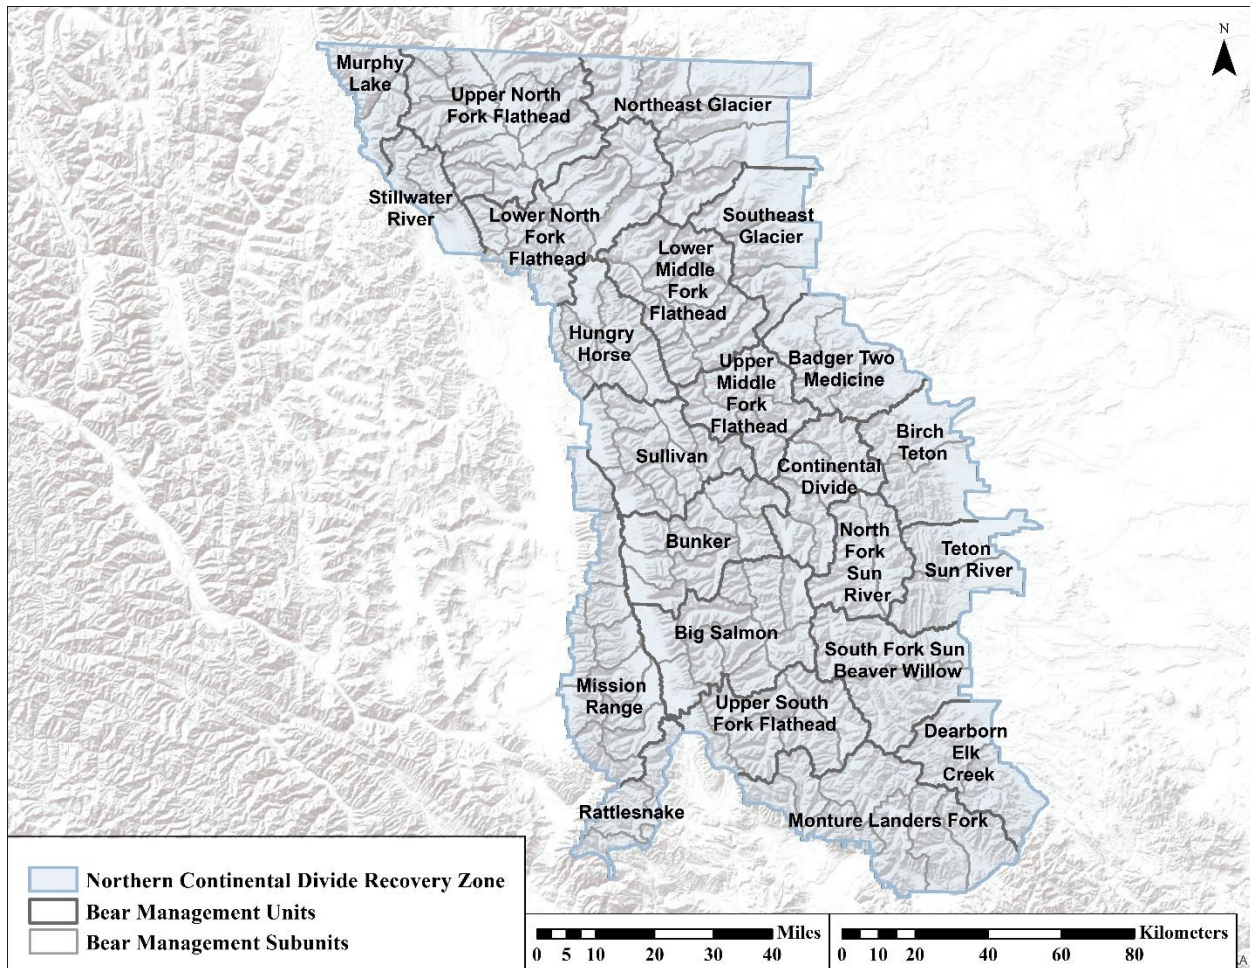 N
Murphy
Lake
Upper North
Fork Flathead
Northeast Glacier
Stillwater
River
Lower North
Fork
Flathead
Southeast
Glacier
Lower
Middle
Fork
Flathead
Hungry
Horse
Upper
Middle
Fork
Flathead
Badger Two
Medicine
Birch
Teton
Sullivan
Continental
Divide
Bunker
North
Fork
Sun
River
Teton
Sun River
Big Salmon
South Fork Sun
Beaver Willow
Mission
Range
Upper South
Fork Flathead
Dearborn
Elk
Creek
Rattlesnake
Monture Landers Fork
Northern Continental Divide Recovery Zone
Bear Management Units
Bear Management Subunits
Miles
0 5 10 20 30 40
Kilometers
0 5 10 20 40 60 80
A